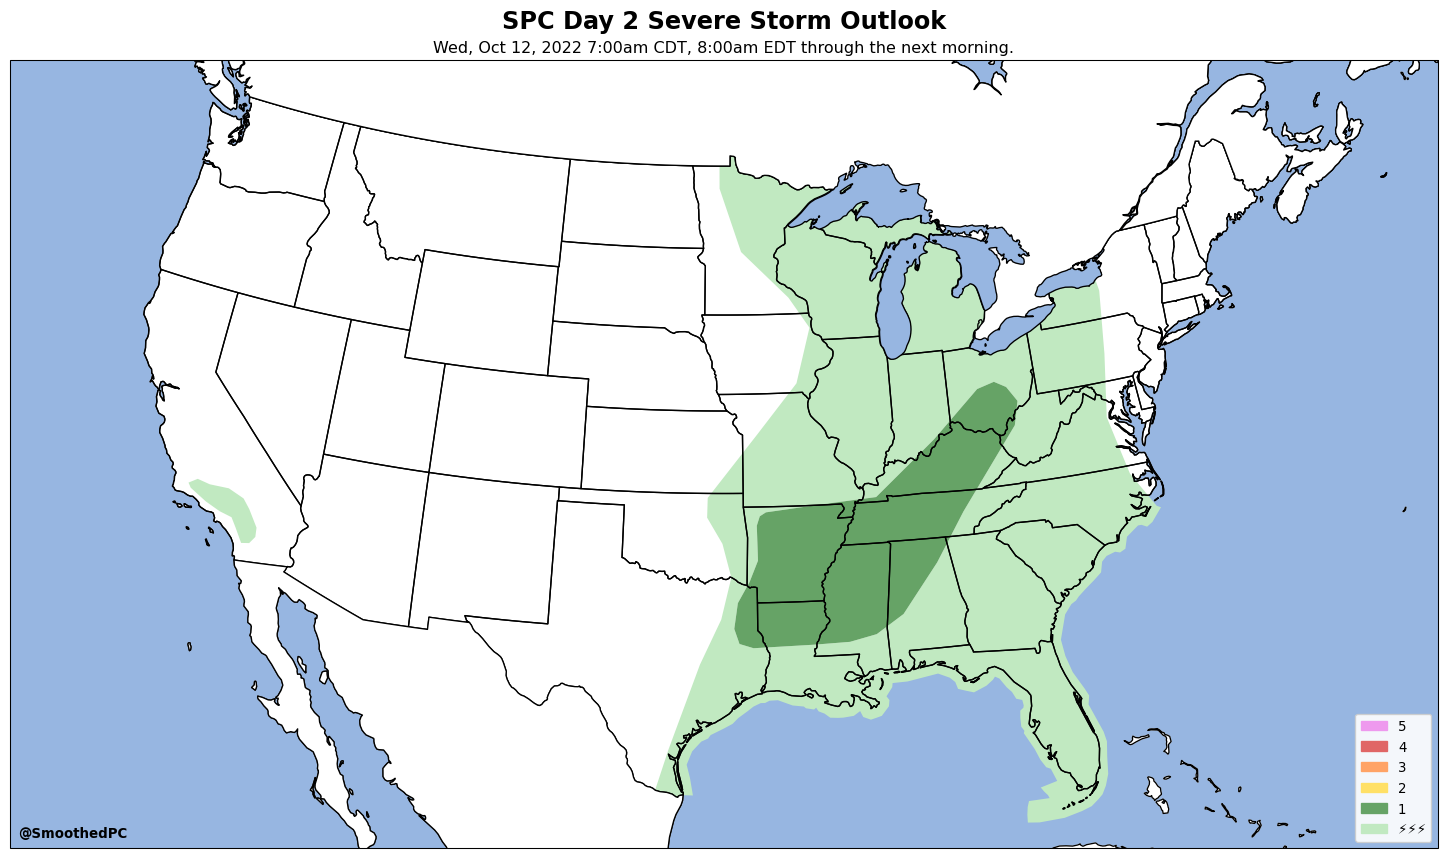 SPC Day 2 Severe Storm Outlook
Wed, Oct 12, 2022 7:00am CDT, 8:00am EDT through the next morning.
5
4
3
2
1
⚡⚡⚡
@SmoothedPC